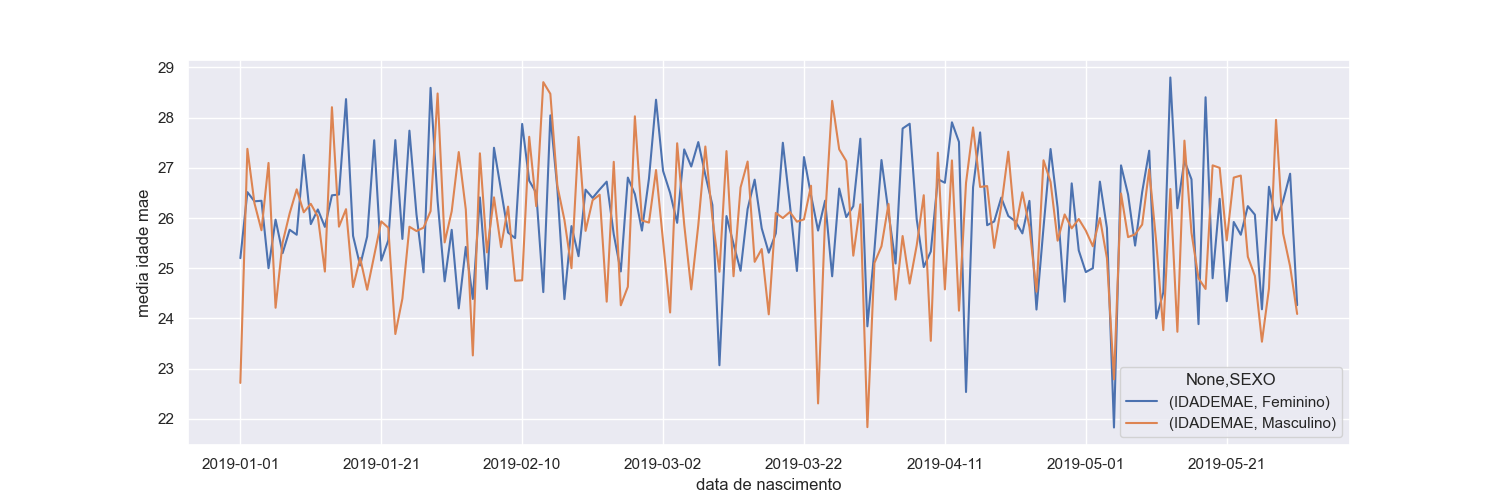 29
28
27
26
25
24
23
22
media idade mae
None,SEXO
(IDADEMAE, Feminino)
(IDADEMAE, Masculino)
2019-01-01 2019-01-21 2019-02-10 2019-03-02 2019-03-22 2019-04-11 2019-05-01 2019-05-21
data de nascimento